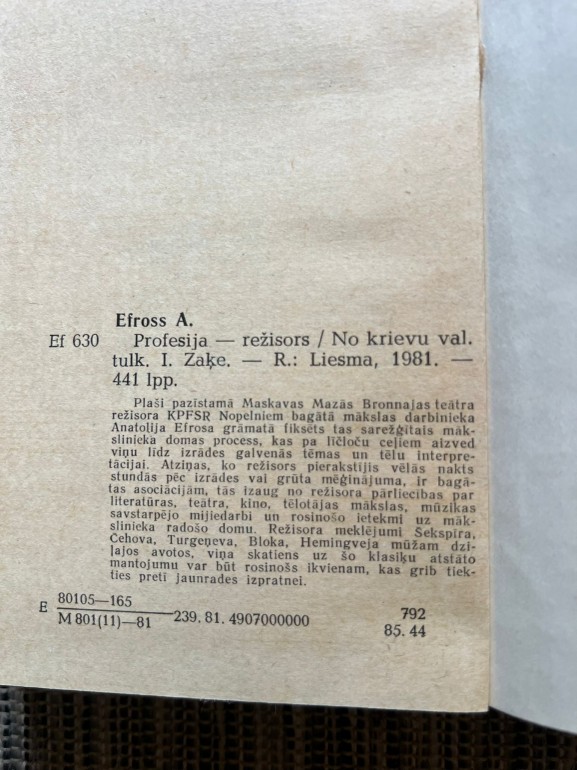 Efross A.
Ef 630 Profesija — režisors / No krievu val.
tulk. I. Zaķe. — R.: Liesma, 1981. —
441 lpp.
Plaši pazīstamā Maskavas Mazās Bronnajas teātra
režisora KPFSR Nopelniem bagātā mākslas darbinieka
Anatolija Efrosa grāmatā fiksēts tas sarežģītais māk-
slinieka domas process, kas pa līčloču ceļiem aizved
viņu līdz izrādes galvenās tēmas un tēlu interpre-
tācijai. Atziņas, ko režisors pierakstījis vēlās nakts
stundās pēc izrādes vai grūta mēģinājuma, ir bagā-
tas asociācijām, tās izaug no režisora pārliecības par
literatūras, teātra, kino, tēlotājas mākslas, mūzikas
savstarpējo mijiedarbi un rosinošo ietekmi uz māk-
slinieka radošo domu. Režisora meklējumi Šekspīra,
Čehova, Turgeņeva, Bloka, Hemingveja mūžam dzi-
ļajos avotos, viņa skatiens uz šo klasiķu atstāto
mantojumu var būt rosinošs ikvienam, kas grib tiek-
ties pretī jaunrades izpratnei.
E 80105—165
M 801(11)—81 239. 81. 4907000000
792
85. 44